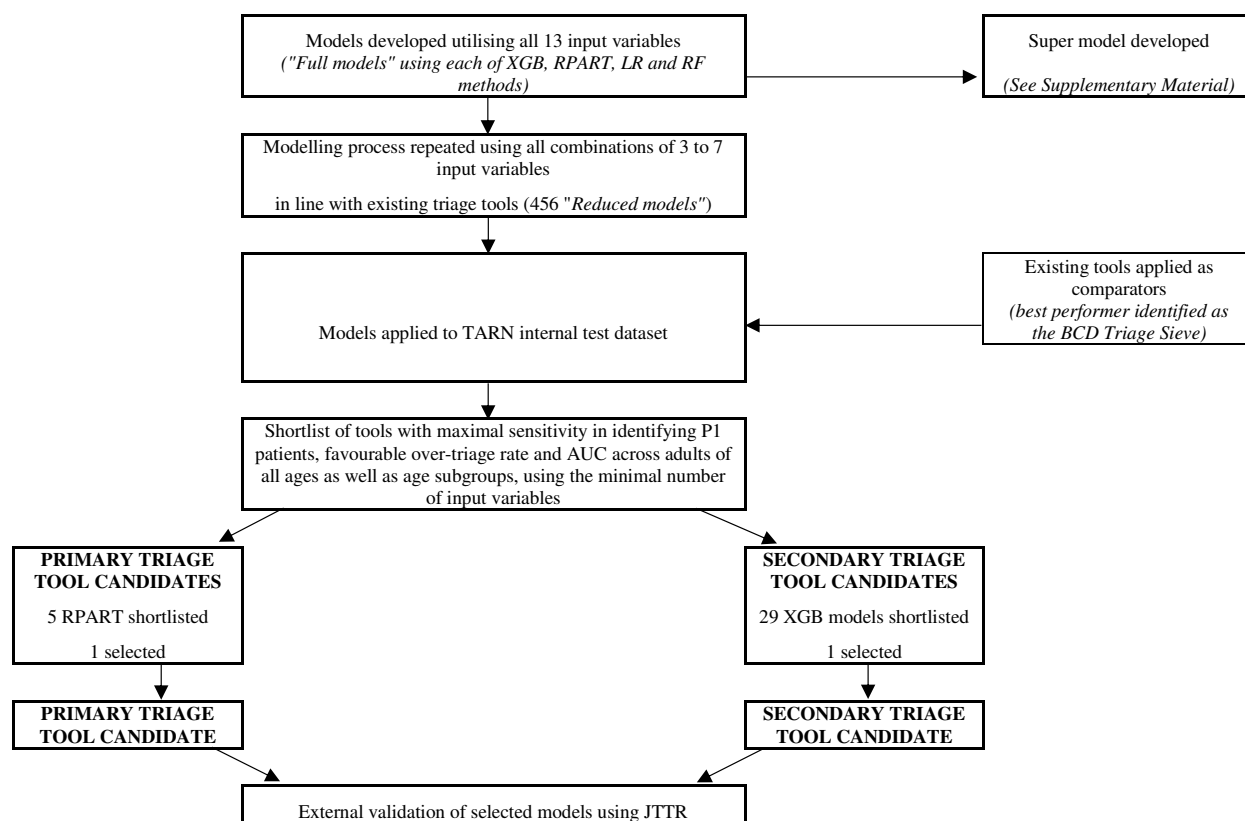 Models developed utilising all 13 input variables
("Full models" using each of XGB, RPART, LR and RF
methods)
Super model developed
(See Supplementary Material)
Modelling process repeated using all combinations of 3 to 7
input variables
in line with existing triage tools (456 "Reduced models")
Models applied to TARN internal test dataset
Existing tools applied as
comparators
(best performer identified as
the BCD Triage Sieve)
Shortlist of tools with maximal sensitivity in identifying P1
patients, favourable over-triage rate and AUC across adults of
all ages as well as age subgroups, using the minimal number
of input variables
PRIMARY TRIAGE
TOOL CANDIDATES
5 RPART shortlisted
1 selected
SECONDARY TRIAGE
TOOL CANDIDATES
29 XGB models shortlisted
1 selected
PRIMARY TRIAGE
TOOL CANDIDATE
SECONDARY TRIAGE
TOOL CANDIDATE
External validation of selected models using JTTR